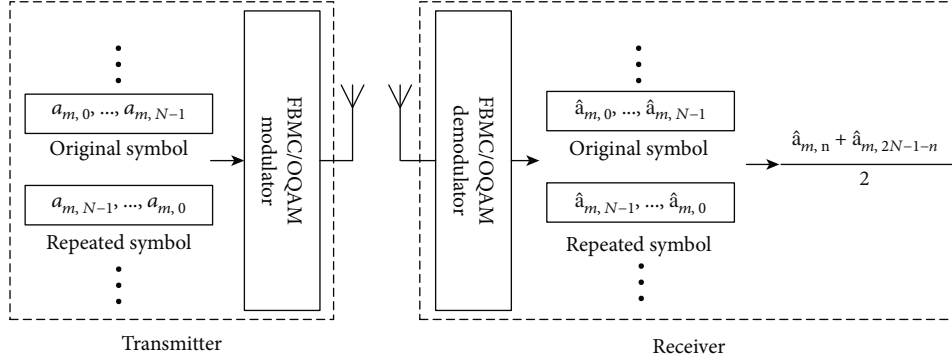 a_{m, 0}, ..., a_{m, N–1}
Original symbol
a_{m, N–1}, ..., a_{m, 0}
Repeated symbol
FBMC/OQAM
modulator
Transmitter
FBMC/OQAM
demodulator
â_{m, 0}, ..., â_{m, N–1}
Original symbol
â_{m, N–1}, ..., â_{m, 0}
Repeated symbol
â_{m, n} + â_{m, 2N–1–n}
2
Receiver